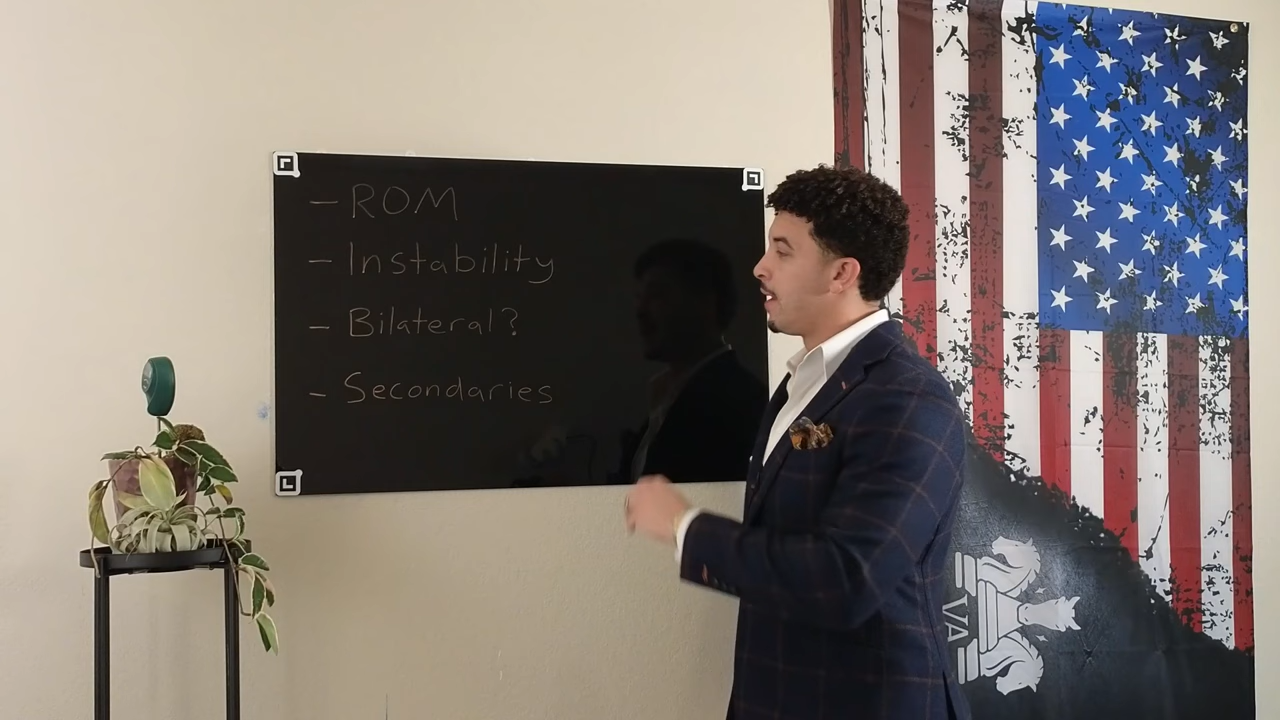 - ROM
- Instability
- Bilateral?
- Secondaries
VA